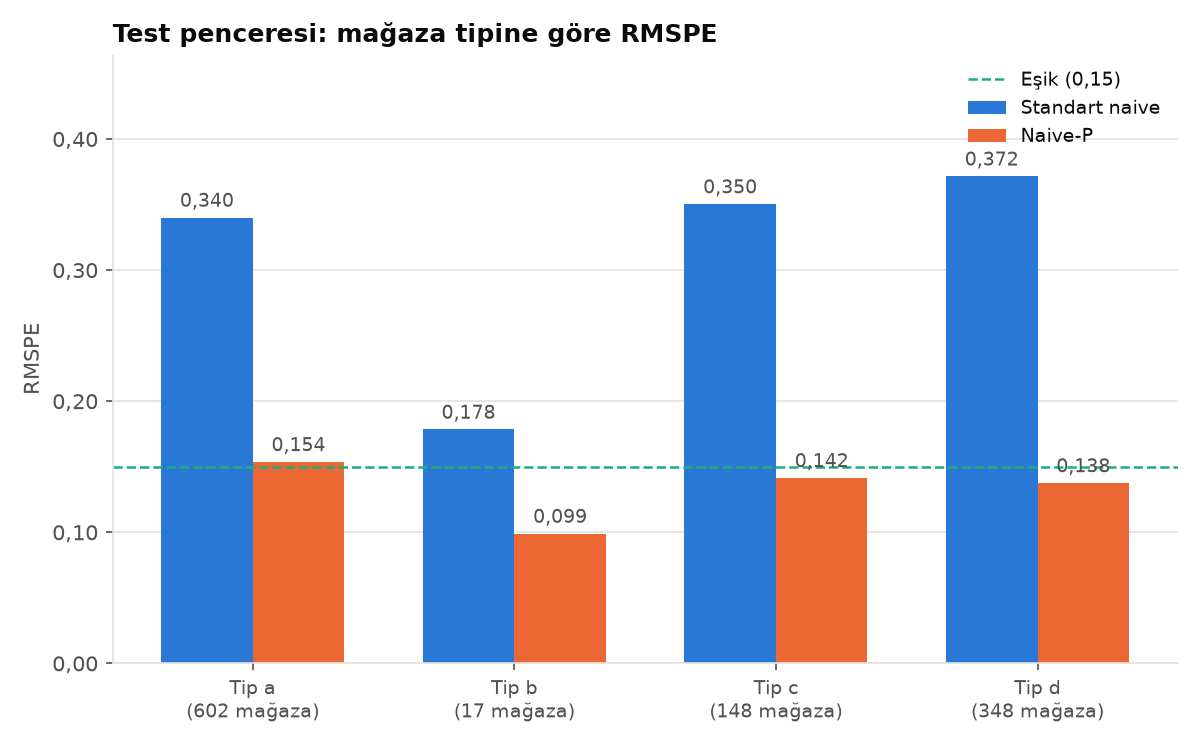 Test penceresi: mağaza tipine göre RMSPE
Eşik (0,15)
Standart naive
Naive-P
RMSPE
0,40
0,30
0,20
0,10
0,00
0,340
0,154
0,178
0,099
0,350
0,142
0,372
0,138
Tip a
(602 mağaza)
Tip b
(17 mağaza)
Tip c
(148 mağaza)
Tip d
(348 mağaza)